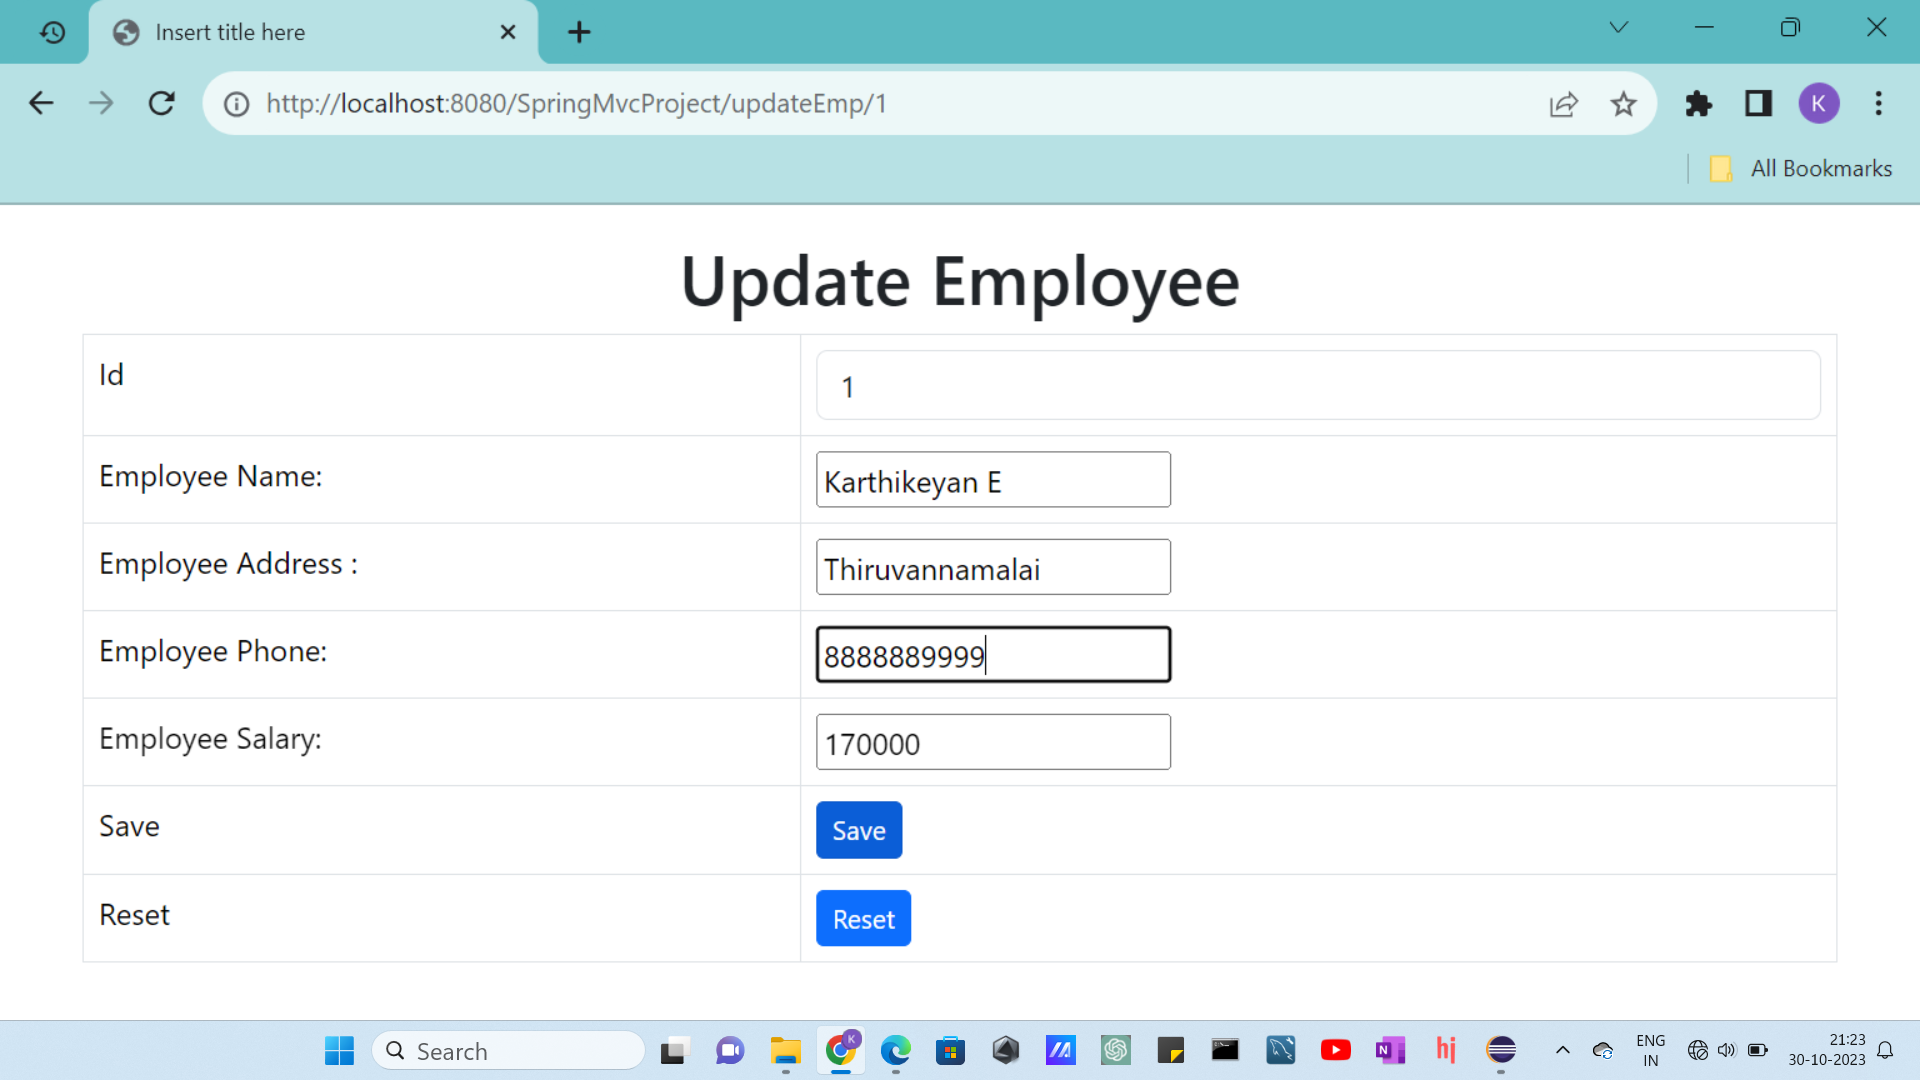 Insert title here
http://localhost:8080/SpringMvcProject/updateEmp/1
K
All Bookmarks
Update Employee
Id
1
Employee Name:
Karthikeyan E
Employee Address :
Thiruvannamalai
Employee Phone:
8888889999
Employee Salary:
170000
Save
Save
Reset
Reset
Search
K
N
hj
ENG
IN
21:23
30-10-2023